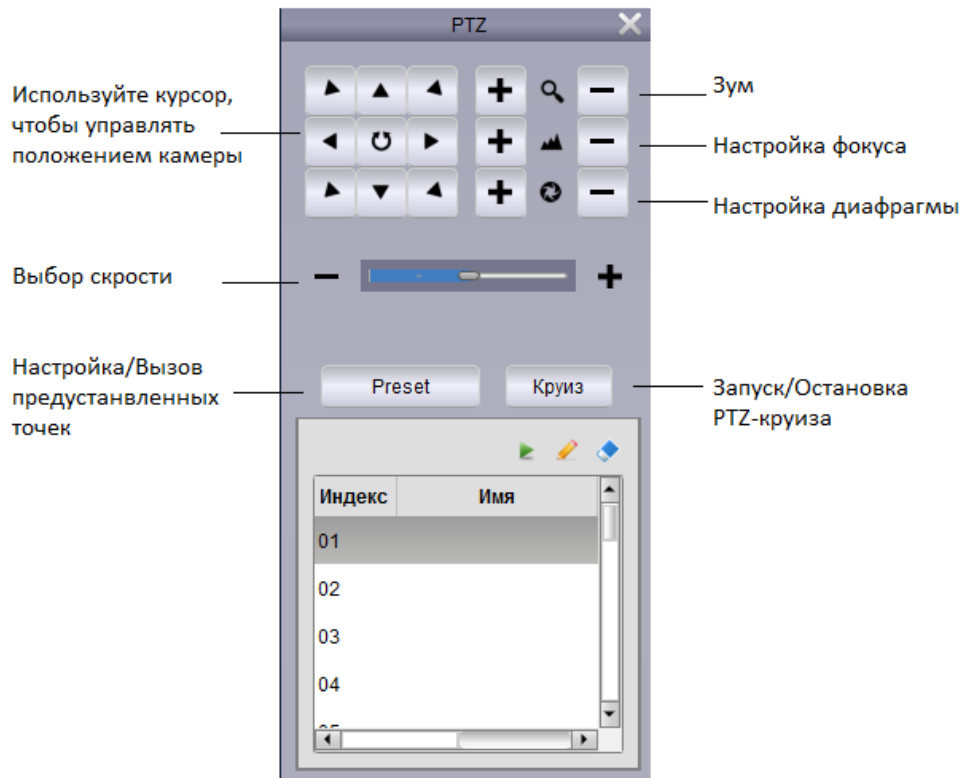 PTZ
Используйте курсор,
чтобы управлять
положением камеры
Зум
Настройка фокуса
Настройка диафрагмы
Выбор скрости
Настройка/Вызов
предустанвленных
точек
Preset
Круиз
Запуск/Остановка
PTZ-круиза
Индекс Имя
01
02
03
04